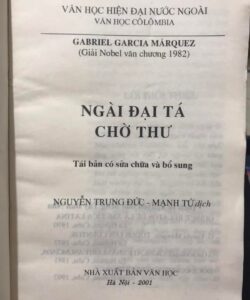 VĂN HỌC HIỆN ĐẠI NƯỚC NGOÀI
VĂN HỌC CÔLÔMBIA
GABRIEL GARCIA MÁRQUEZ
(Giải Nobel văn chương 1982)
NGÀI ĐẠI TÁ
CHỜ THƯ
Tái bản có sửa chữa và bổ sung
NGUYỄN TRUNG ĐỨC - MẠNH TỨ dịch
NHÀ XUẤT BẢN VĂN HỌC
Hà Nội - 2001